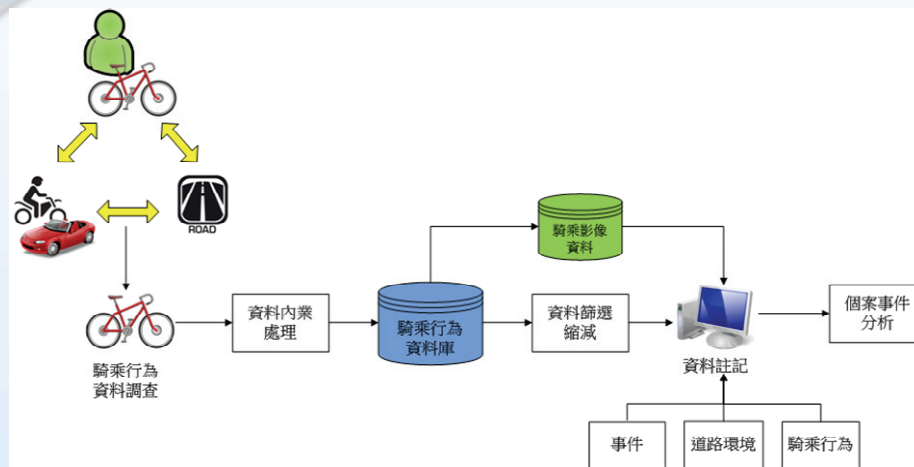 ROAD
騎乘影像
資料
騎乘行為
資料調查
資料內業
處理
騎乘行為
資料庫
資料篩選
縮減
資料註記
個案事件
分析
事件
道路環境
騎乘行為